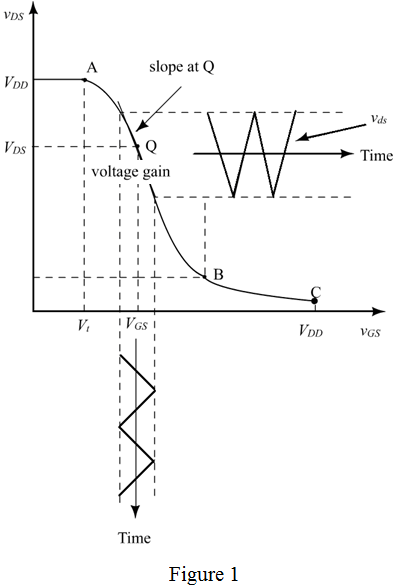 vDS
A
slope at Q
VDD
vds
VDS
Q
Time
voltage gain
B
C
Vt
VGS
VDD
vGS
Time
Figure 1